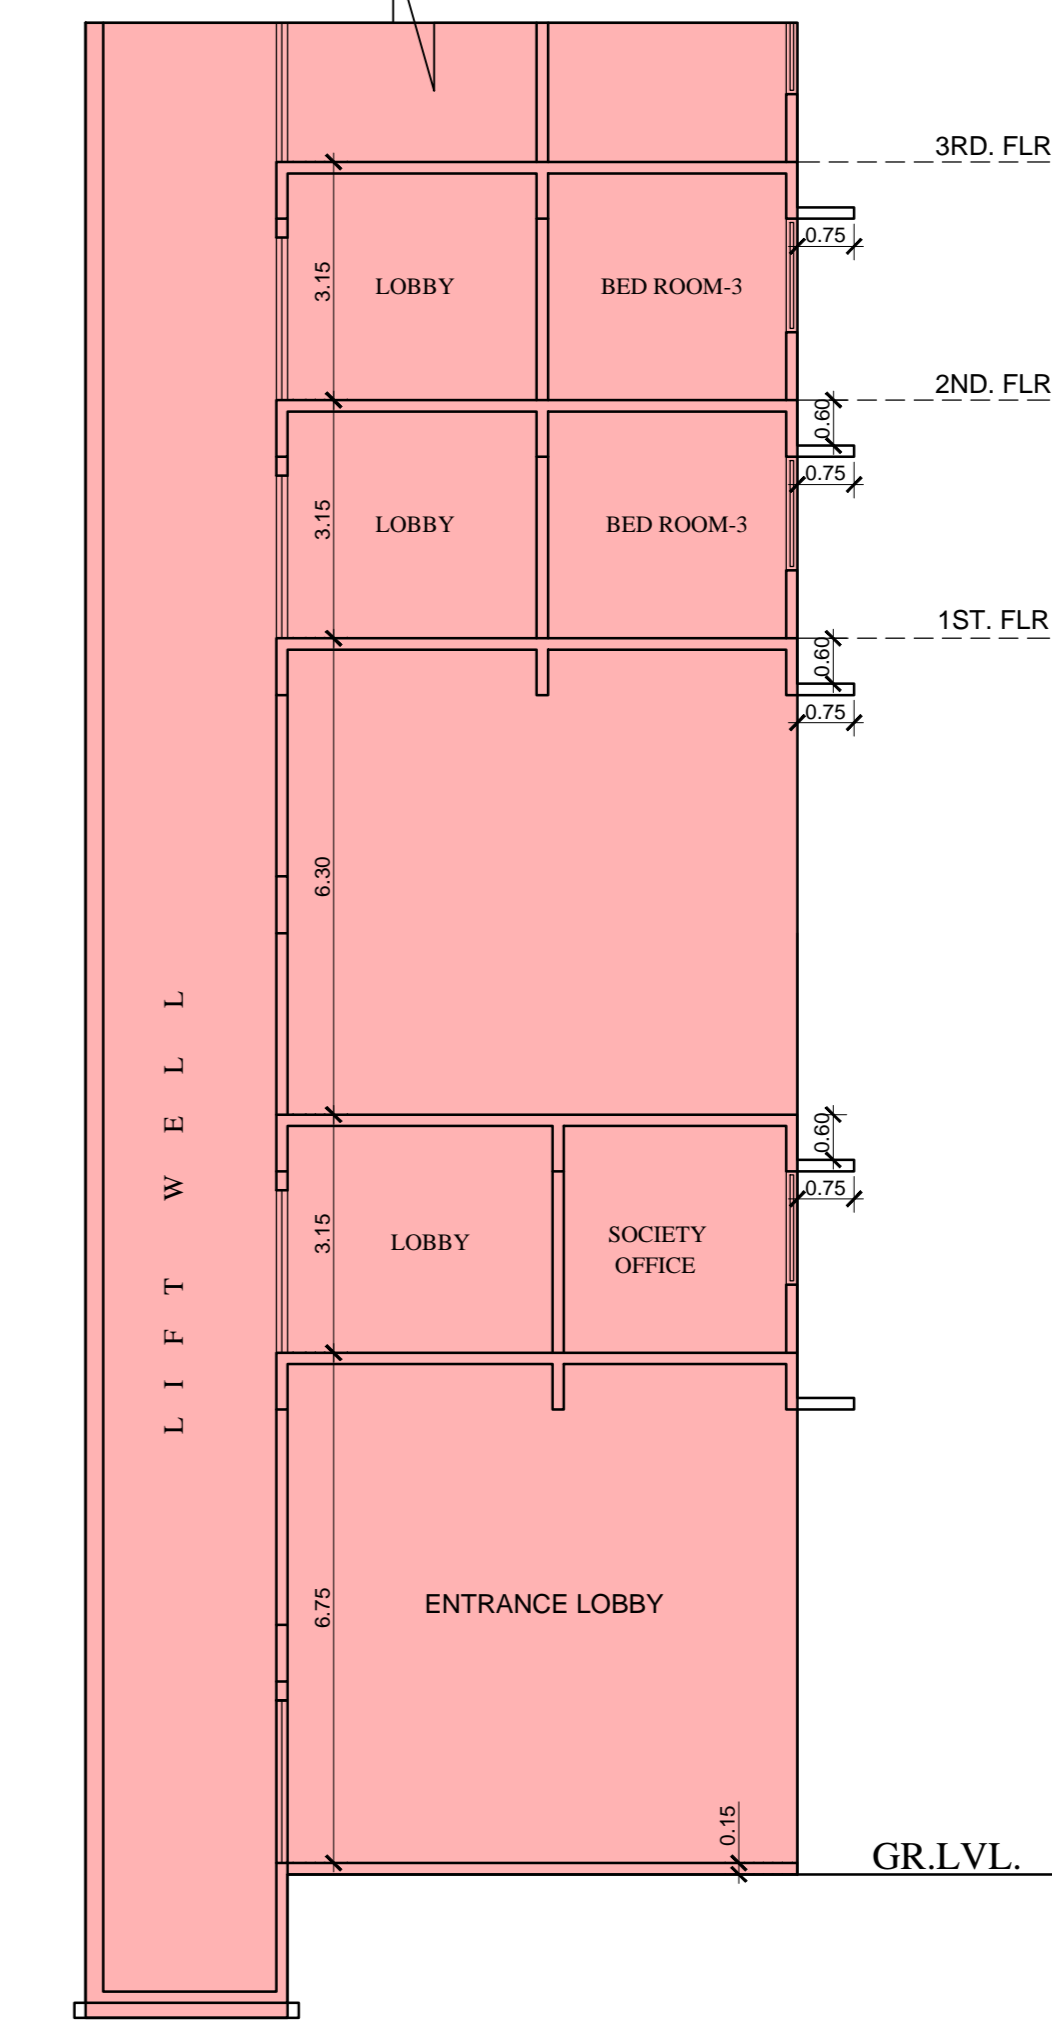 3RD. FLR
0.75
3.15
LOBBY
BED ROOM-3
2ND. FLR
0.60
0.75
3.15
LOBBY
BED ROOM-3
1ST. FLR
0.60
0.75
6.30
LIFT WELL
0.60
0.75
3.15
LOBBY
SOCIETY
OFFICE
6.75
ENTRANCE LOBBY
0.15
GR.LVL.